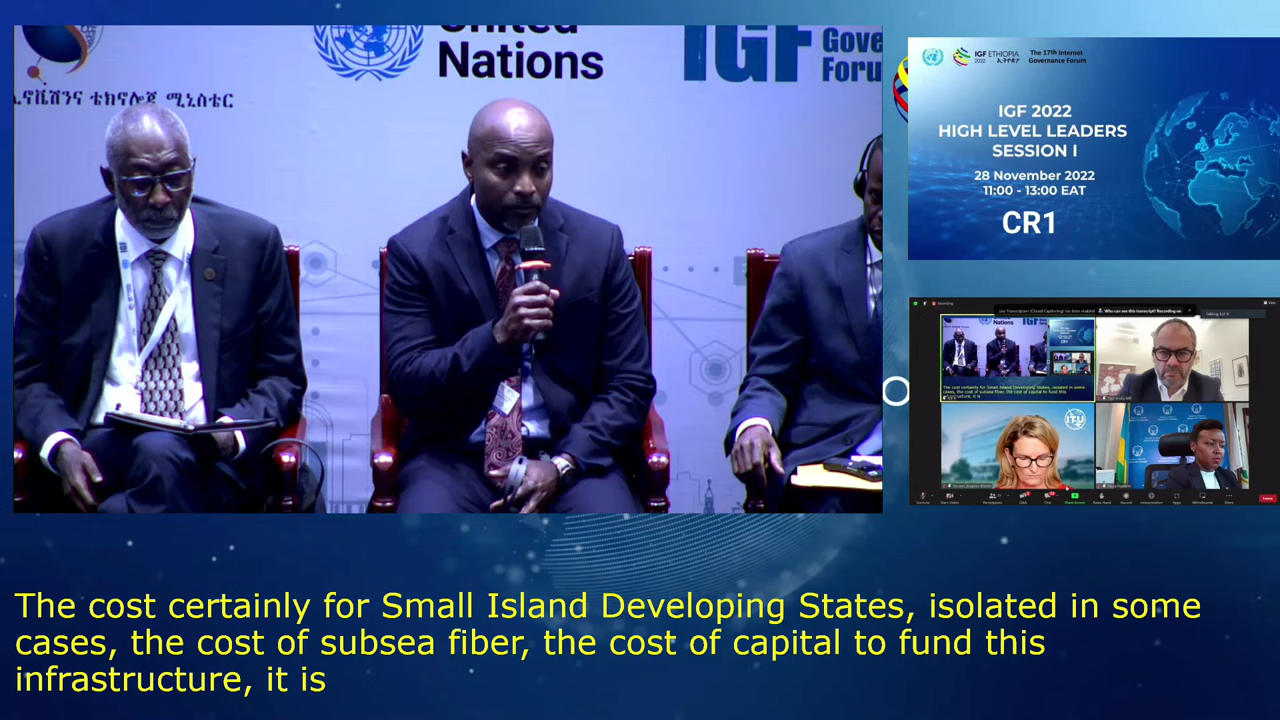 United
Nations
IGF
Gove
Foru
ኢኖቬሽንና ቴክኖሎጂ ሚኒስቴር
IGF ETHIOPIA
2022 ኢትዮጵያ
The 17th Internet
Governance Forum
IGF 2022
HIGH LEVEL LEADERS
SESSION I
28 November 2022
11:00 - 13:00 EAT
CR1
ITU
The cost certainly for Small Island Developing States, isolated in some
cases, the cost of subsea fiber, the cost of capital to fund this
infrastructure, it is